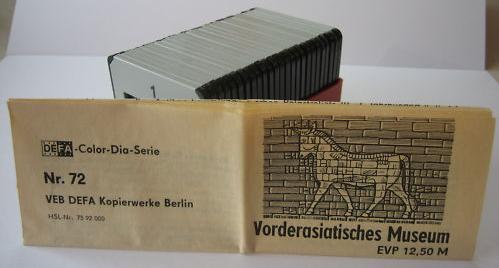 1
DEFA-Color-Dia-Serie
Nr. 72
VEB DEFA Kopierwerke Berlin
HSL-Nr. 75 92 000
Vorderasiatisches Museum
EVP 12,50 M